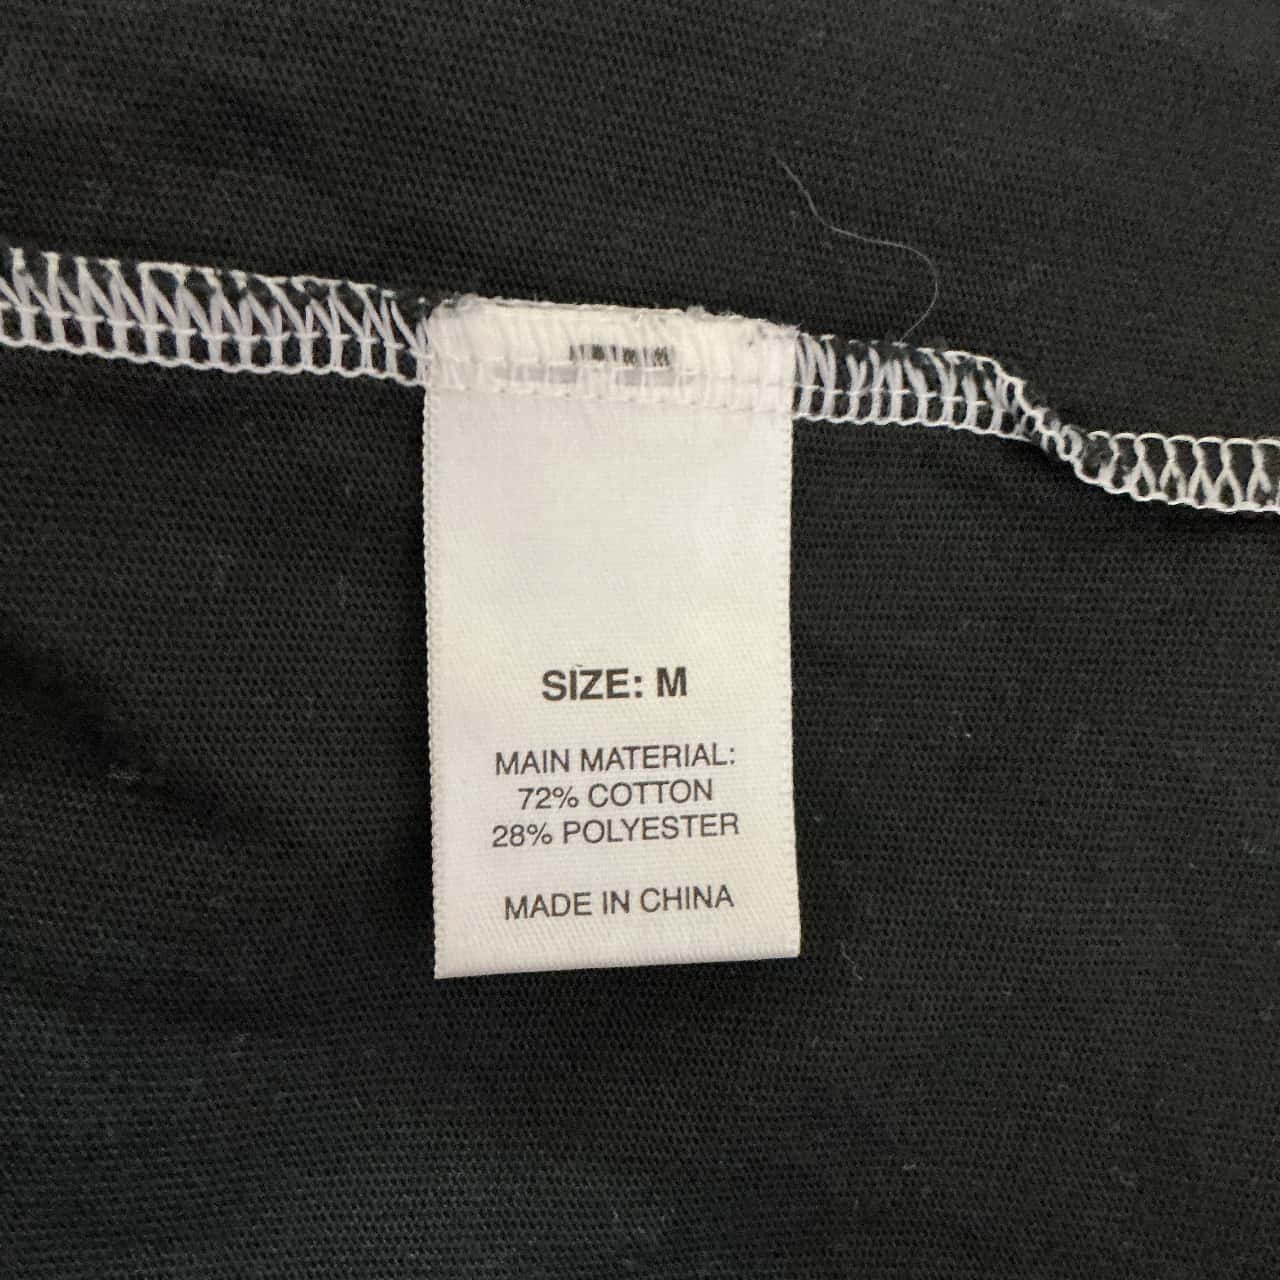 SIZE: M
MAIN MATERIAL:
72% COTTON
28% POLYESTER
MADE IN CHINA